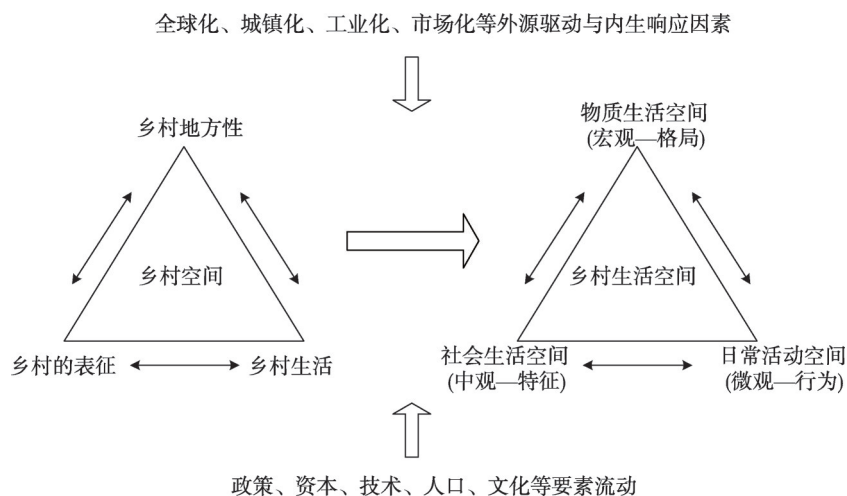 全球化、城镇化、工业化、市场化等外源驱动与内生响应因素
乡村地方性
乡村空间
乡村的表征
乡村生活
物质生活空间
(宏观—格局)
乡村生活空间
社会生活空间
(中观—特征)
日常活动空间
(微观—行为)
政策、资本、技术、人口、文化等要素流动